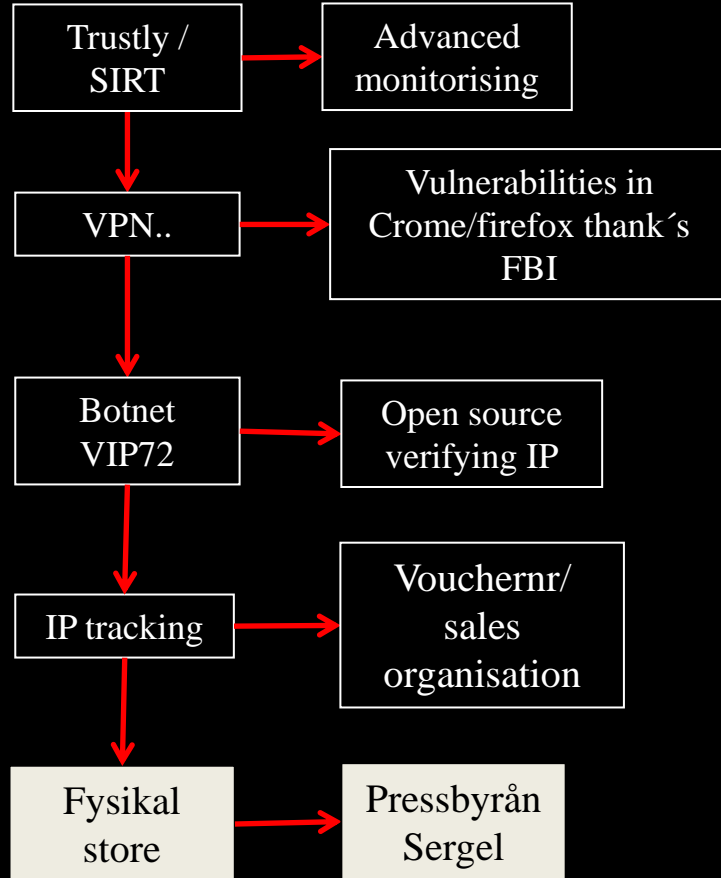 Trustly /
SIRT
Advanced
monitorising
VPN..
Vulnerabilities in
Crome/firefox thank´s
FBI
Botnet
VIP72
Open source
verifying IP
IP tracking
Vouchernr/
sales
organisation
Fysikal
store
Pressbyrån
Sergel